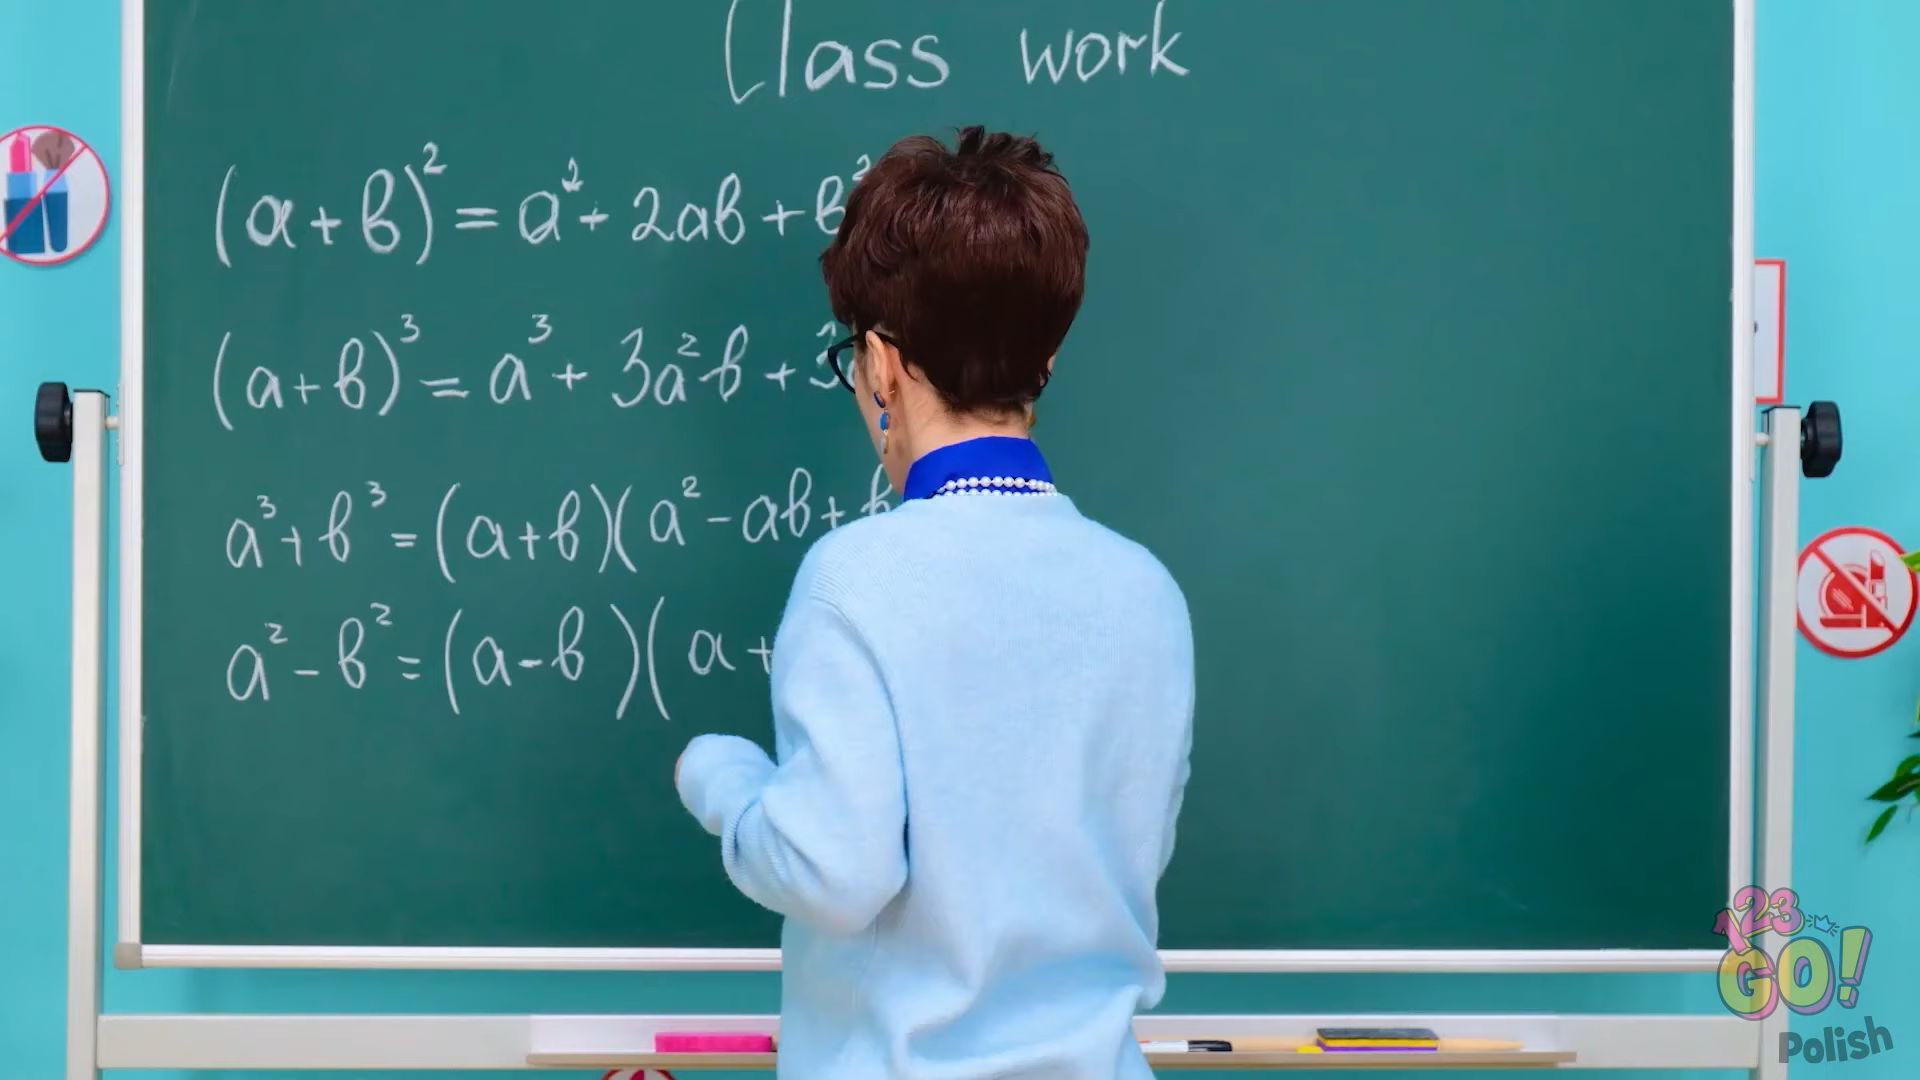 Class work
(a+b)² = a² + 2ab + b²
(a+b)³ = a³ + 3a²b + 3
a³+b³ = (a+b)(a² - ab + b
a² - b² = (a-b)(a+
123 GO!
Polish